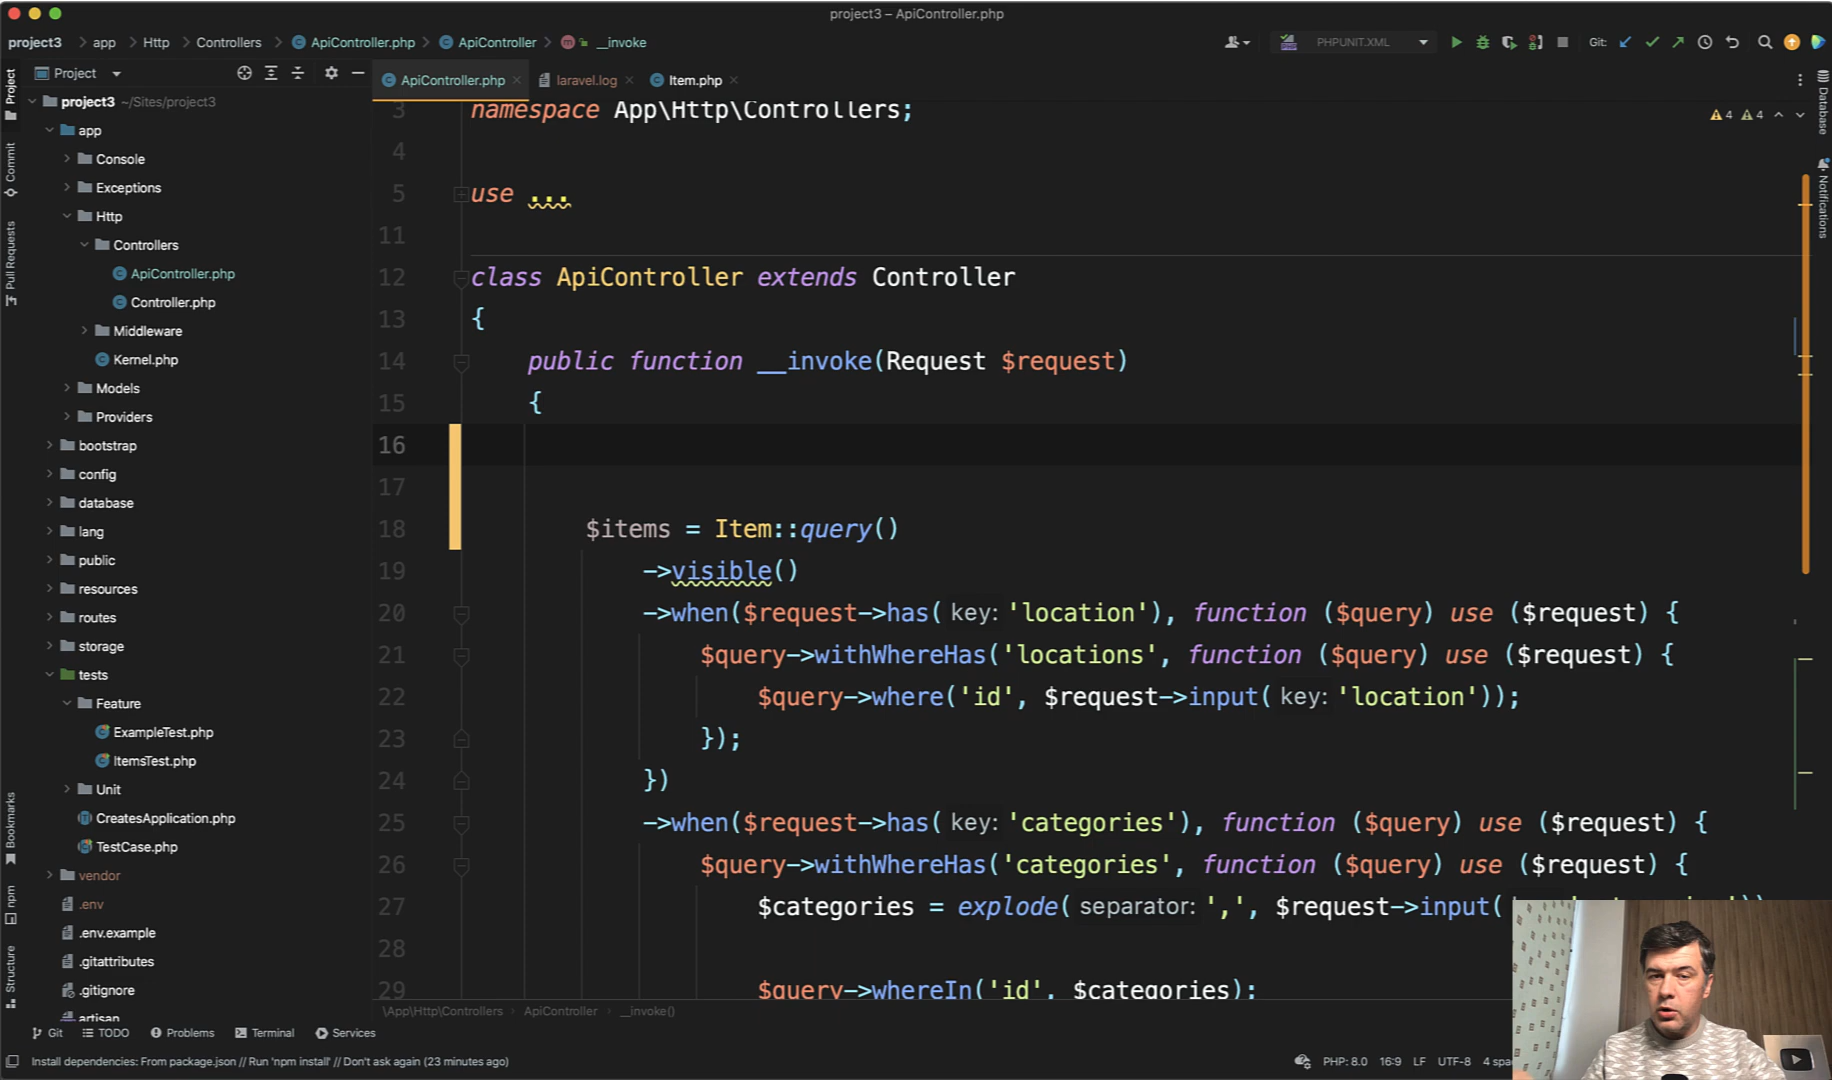 project3 – ApiController.php
project3 app Http Controllers ApiController.php ApiController __invoke
PHPUNIT.XML
Git:
Project
ApiController.php laravel.log Item.php
project3 ~/Sites/project3
app
Console
Exceptions
Http
Controllers
ApiController.php
Controller.php
Middleware
Kernel.php
Models
Providers
bootstrap
config
database
lang
public
resources
routes
storage
tests
Feature
ExampleTest.php
ItemsTest.php
Unit
CreatesApplication.php
TestCase.php
vendor
.env
.env.example
.gitattributes
.gitignore
artisan
Project
Commit
Pull Requests
Bookmarks
npm
Structure
3 namespace App\Http\Controllers;
4
5 use ...
11
12 class ApiController extends Controller
13 {
14 public function __invoke(Request $request)
15 {
16
17
18 $items = Item::query()
19 ->visible()
20 ->when($request->has( key: 'location'), function ($query) use ($request) {
21 $query->withWhereHas('locations', function ($query) use ($request) {
22 $query->where('id', $request->input( key: 'location'));
23 });
24 })
25 ->when($request->has( key: 'categories'), function ($query) use ($request) {
26 $query->withWhereHas('categories', function ($query) use ($request) {
27 $categories = explode( separator: ',', $request->input(
28
29 $query->whereIn('id', $categories);
4 4
Database
Notifications
\App\Http\Controllers ApiController __invoke()
Git TODO Problems Terminal Services
Install dependencies: From package.json // Run 'npm install' // Don't ask again (23 minutes ago)
PHP: 8.0 16:9 LF UTF-8 4